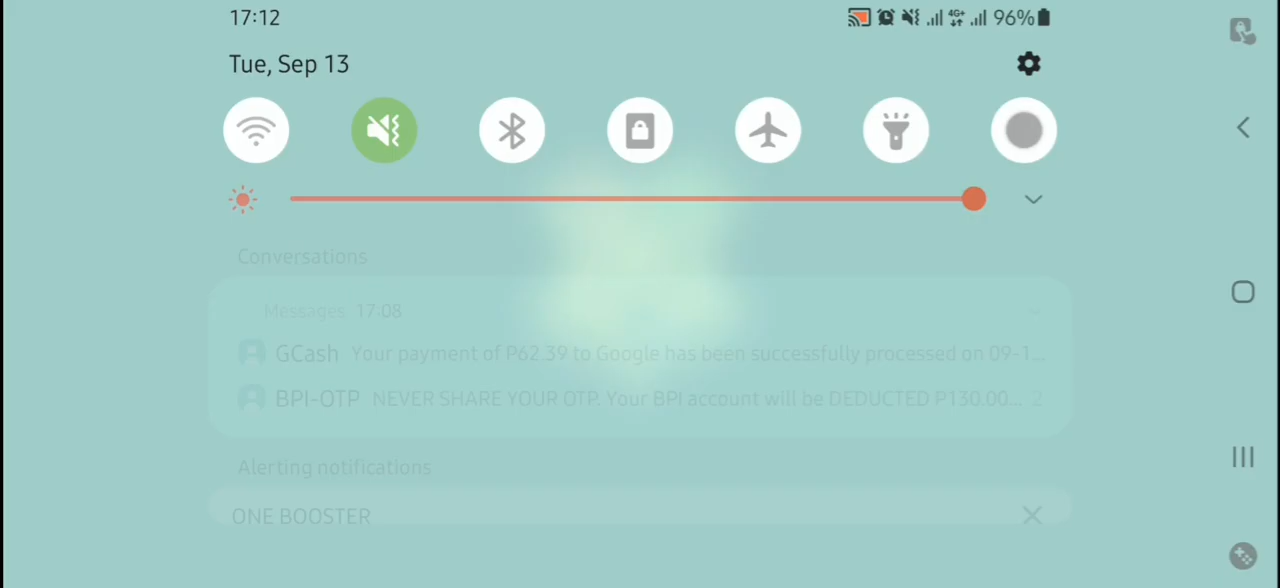 17:12
4G+ 96%
Tue, Sep 13
Conversations
Messages 17:08
GCash Your payment of P62.39 to Google has been successfully processed on 09-1...
BPI-OTP NEVER SHARE YOUR OTP. Your BPI account will be DEDUCTED P130.00... 2
Alerting notifications
ONE BOOSTER